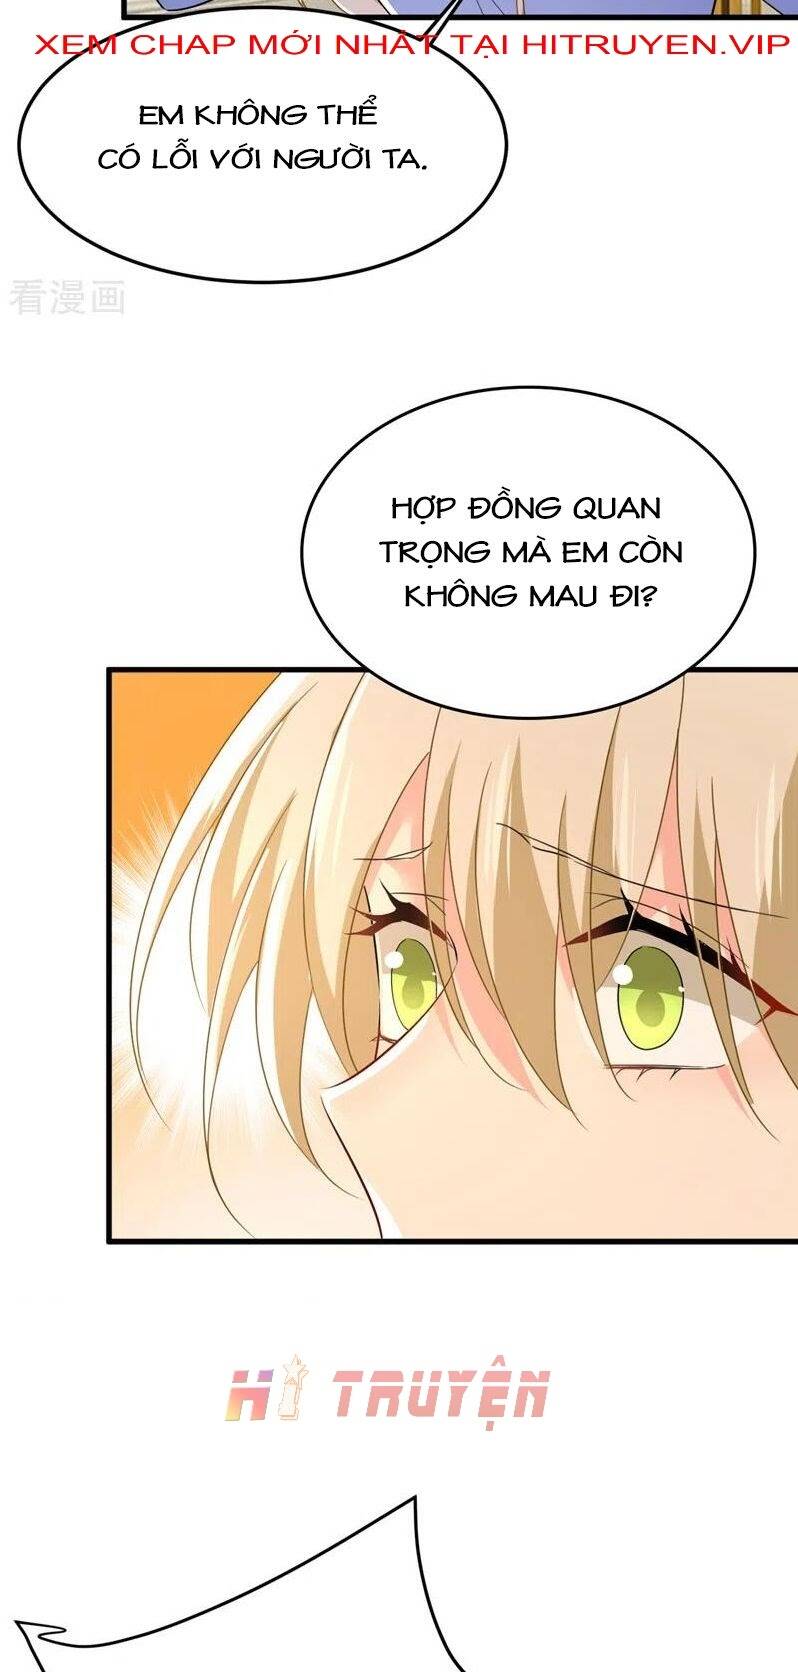 XEM CHAP MỚI NHẤT TẠI HITRUYEN.VIP
EM KHÔNG THỂ
CÓ LỖI VỚI NGƯỜI TA.
看漫画
HỢP ĐỒNG QUAN
TRỌNG MÀ EM CÒN
KHÔNG MAU ĐI?
HI TRUYỆN